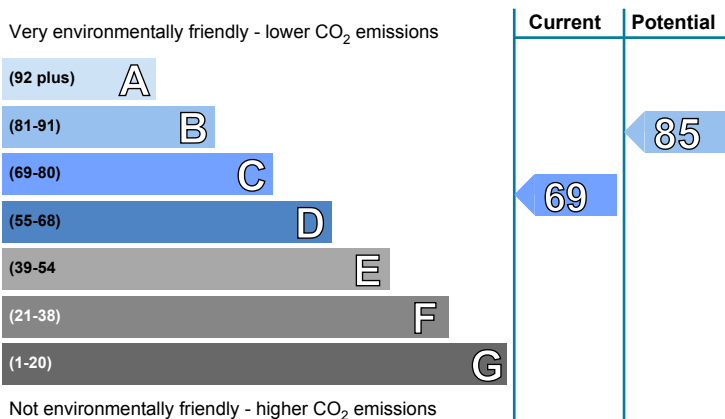 Current Potential
Very environmentally friendly - lower CO2 emissions
(92 plus) A
(81-91) B
85
(69-80) C
69
(55-68) D
(39-54 E
(21-38) F
(1-20) G
Not environmentally friendly - higher CO2 emissions